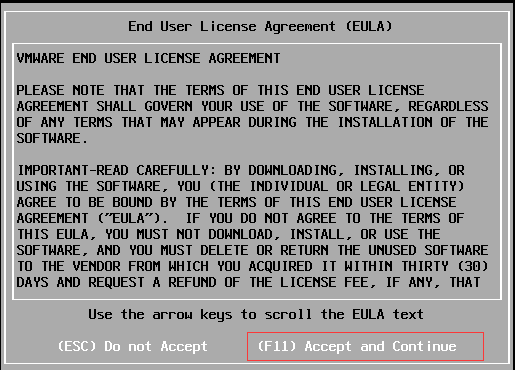 End User License Agreement (EULA)
VMWARE END USER LICENSE AGREEMENT
PLEASE NOTE THAT THE TERMS OF THIS END USER LICENSE
AGREEMENT SHALL GOVERN YOUR USE OF THE SOFTWARE, REGARDLESS
OF ANY TERMS THAT MAY APPEAR DURING THE INSTALLATION OF THE
SOFTWARE.
IMPORTANT-READ CAREFULLY: BY DOWNLOADING, INSTALLING, OR
USING THE SOFTWARE, YOU (THE INDIVIDUAL OR LEGAL ENTITY)
AGREE TO BE BOUND BY THE TERMS OF THIS END USER LICENSE
AGREEMENT ("EULA"). IF YOU DO NOT AGREE TO THE TERMS OF
THIS EULA, YOU MUST NOT DOWNLOAD, INSTALL, OR USE THE
SOFTWARE, AND YOU MUST DELETE OR RETURN THE UNUSED SOFTWARE
TO THE VENDOR FROM WHICH YOU ACQUIRED IT WITHIN THIRTY (30)
DAYS AND REQUEST A REFUND OF THE LICENSE FEE, IF ANY, THAT
Use the arrow keys to scroll the EULA text
(ESC) Do not Accept (F11) Accept and Continue